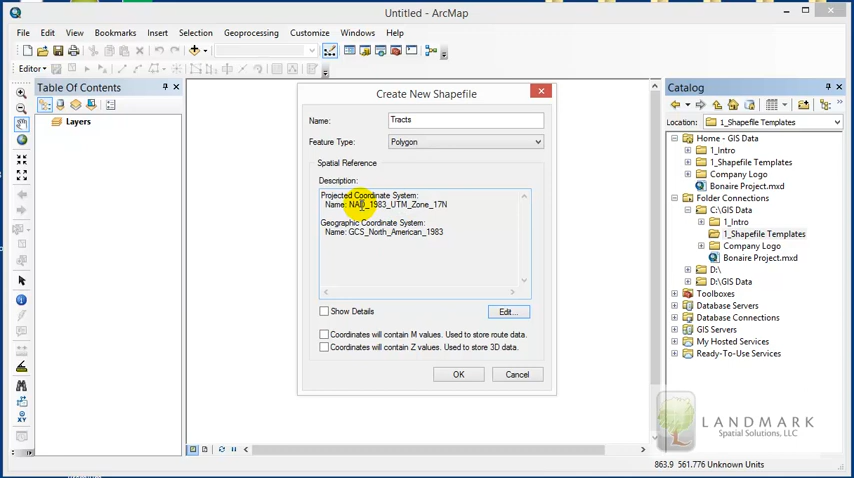 Untitled - ArcMap
File Edit View Bookmarks Insert Selection Geoprocessing Customize Windows Help
Editor
Table Of Contents
Layers
Create New Shapefile
Name: Tracts
Feature Type: Polygon
Spatial Reference
Description:
Projected Coordinate System:
Name: NAD_1983_UTM_Zone_17N
Geographic Coordinate System:
Name: GCS_North_American_1983
Show Details
Edit...
Coordinates will contain M values. Used to store route data.
Coordinates will contain Z values. Used to store 3D data.
OK Cancel
Catalog
Location: 1_Shapefile Templates
Home - GIS Data
1_Intro
1_Shapefile Templates
Bonaire Project.mxd
Folder Connections
C:\GIS Data
1_Intro
1_Shapefile Templates
Company Logo
Bonaire Project.mxd
D:\
D:\GIS Data
Toolboxes
Database Servers
Database Connections
GIS Servers
My Hosted Services
Ready-To-Use Services
LANDMARK
Spatial Solutions, LLC
863.9 561.776 Unknown Units